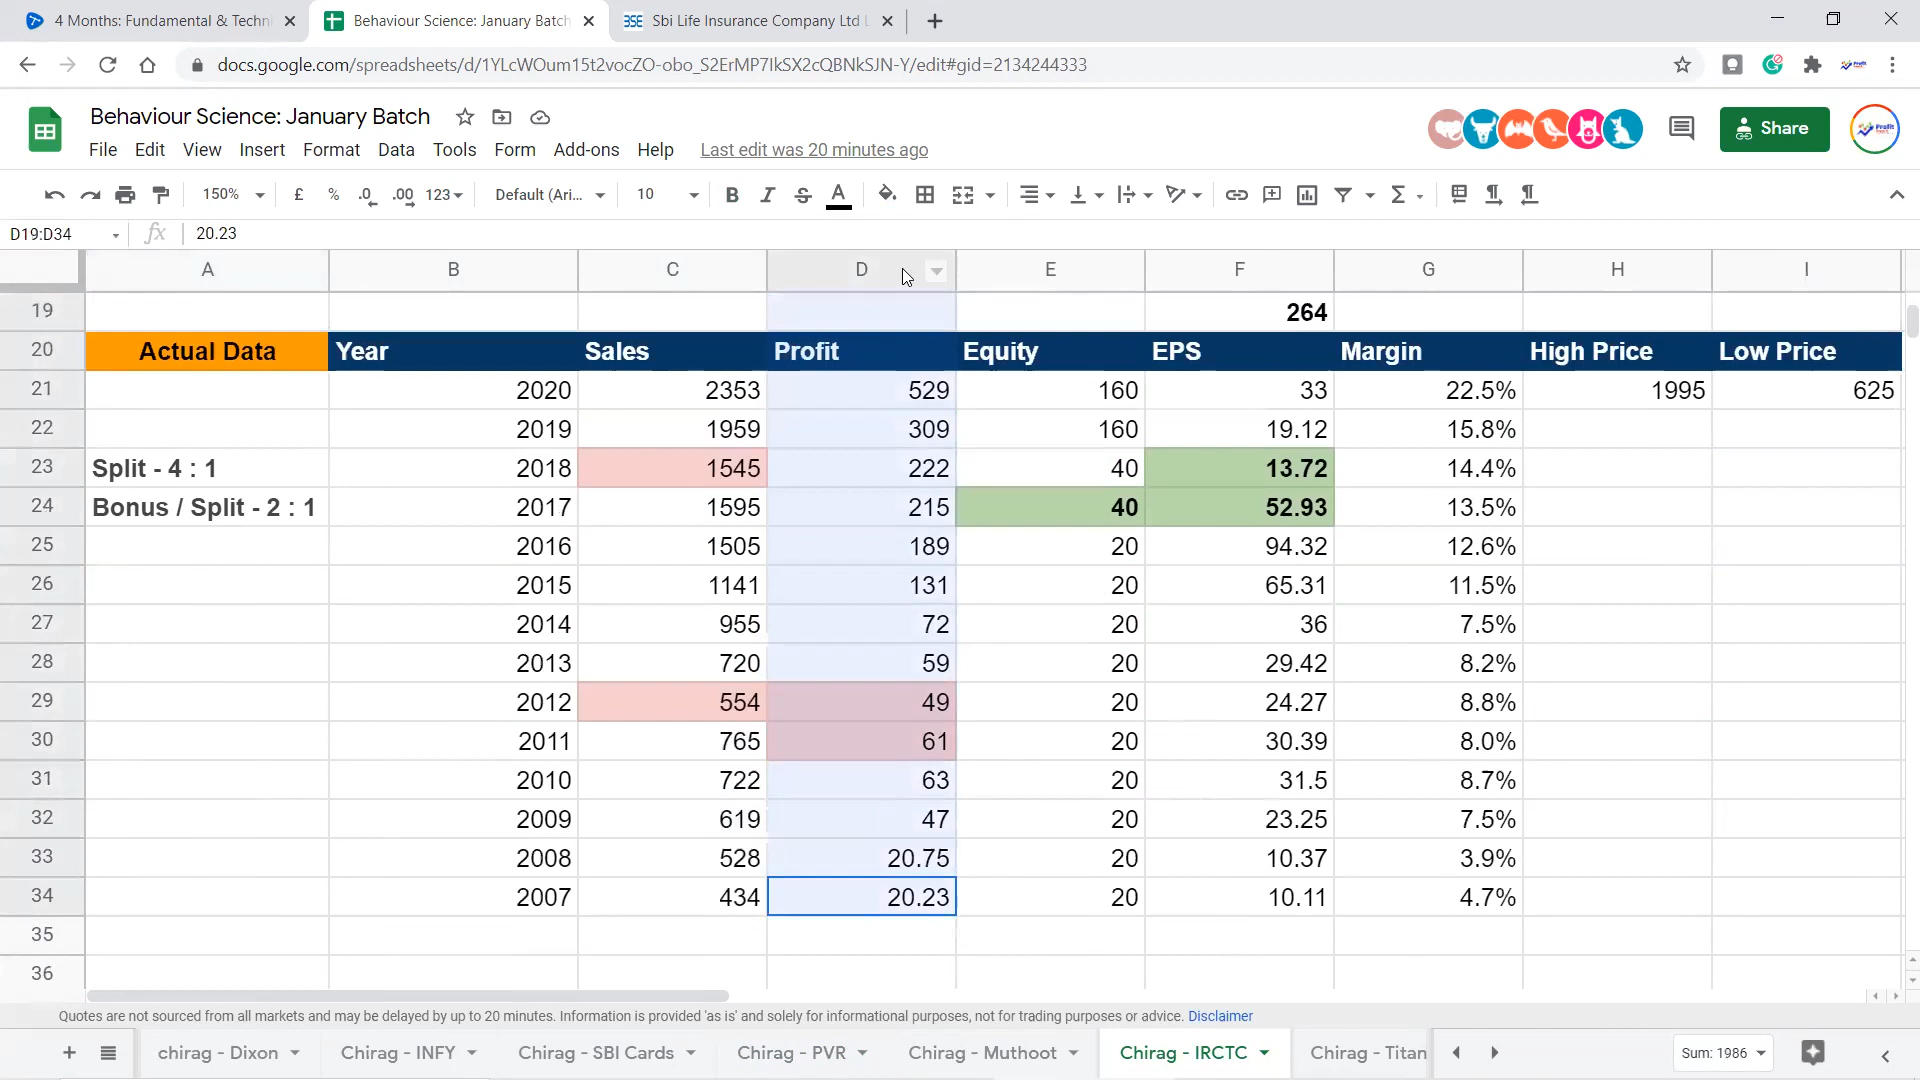 4 Months: Fundamental & Techni
Behaviour Science: January Batch
Sbi Life Insurance Company Ltd L
docs.google.com/spreadsheets/d/1YLcWOum15t2vocZO-obo_S2ErMP7IkSX2cQBNkSJN-Y/edit#gid=2134244333
Behaviour Science: January Batch
Share
File Edit View Insert Format Data Tools Form Add-ons Help Last edit was 20 minutes ago
150% £ % .0 .00 123 Default (Ari... 10 B I S A Σ
D19:D34 fx 20.23
A B C D E F G H I
19 264
20 Actual Data Year Sales Profit Equity EPS Margin High Price Low Price
21 2020 2353 529 160 33 22.5% 1995 625
22 2019 1959 309 160 19.12 15.8%
23 Split - 4 : 1 2018 1545 222 40 13.72 14.4%
24 Bonus / Split - 2 : 1 2017 1595 215 40 52.93 13.5%
25 2016 1505 189 20 94.32 12.6%
26 2015 1141 131 20 65.31 11.5%
27 2014 955 72 20 36 7.5%
28 2013 720 59 20 29.42 8.2%
29 2012 554 49 20 24.27 8.8%
30 2011 765 61 20 30.39 8.0%
31 2010 722 63 20 31.5 8.7%
32 2009 619 47 20 23.25 7.5%
33 2008 528 20.75 20 10.37 3.9%
34 2007 434 20.23 20 10.11 4.7%
35
36
Quotes are not sourced from all markets and may be delayed by up to 20 minutes. Information is provided 'as is' and solely for informational purposes, not for trading purposes or advice. Disclaimer
chirag - Dixon Chirag - INFY Chirag - SBI Cards Chirag - PVR Chirag - Muthoot Chirag - IRCTC Chirag - Titan Sum: 1986